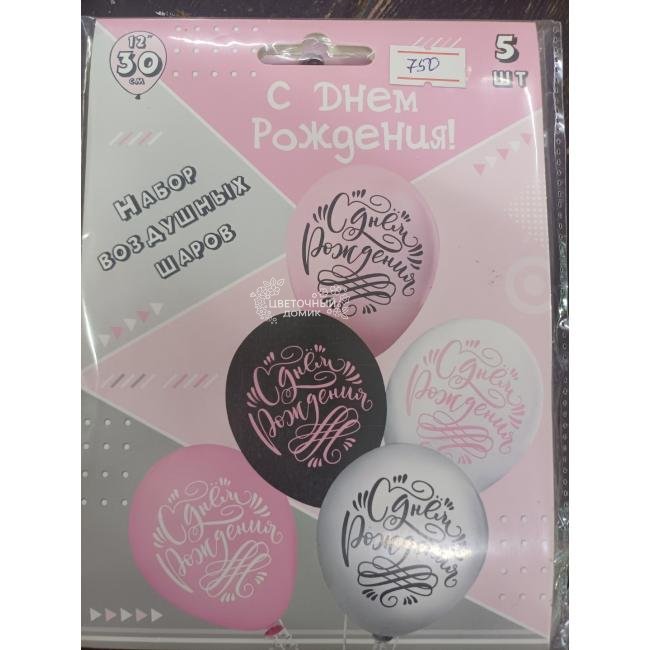 12"
30
см
750
5
шт
С Днем
Рождения!
Набор
воздушных
шаров
С днём
Рождения
ЦВЕТОЧНЫЙ
ДОМИК
С днём
Рождения
С днём
Рождения
С днём
Рождения
С днём
Рождения